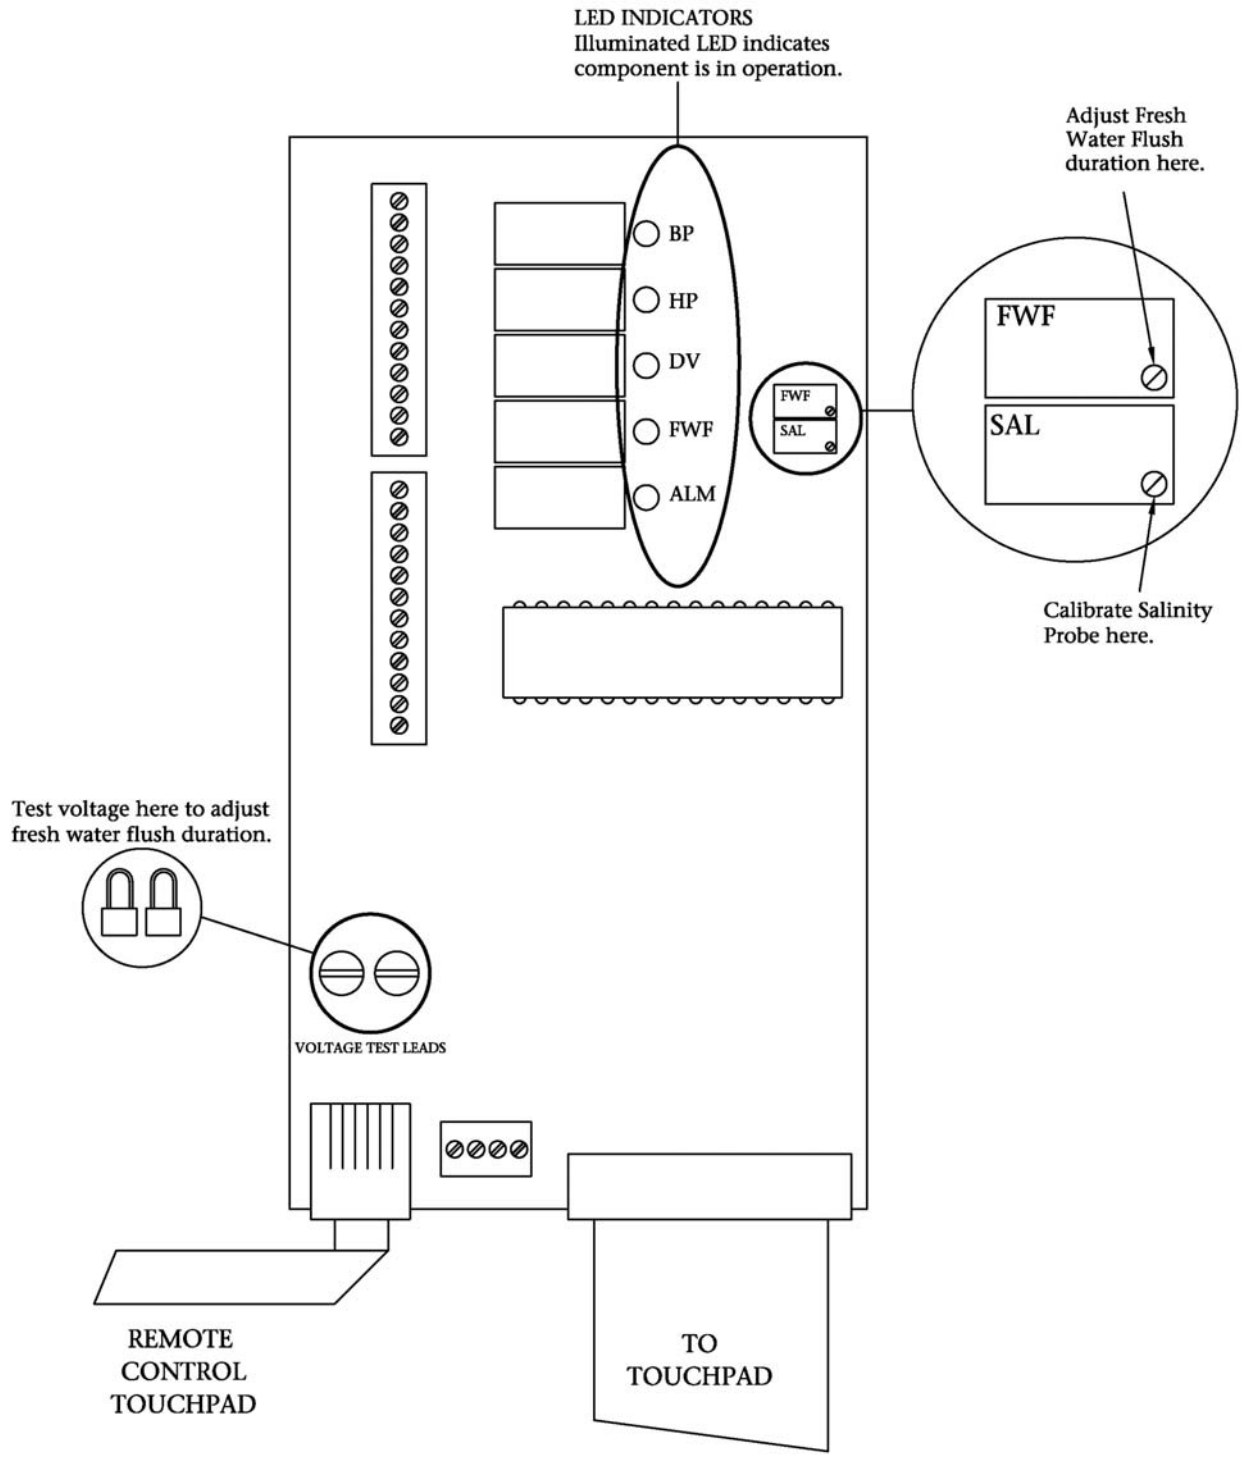 LED INDICATORS
Illuminated LED indicates
component is in operation.
Adjust Fresh
Water Flush
duration here.
BP
HP
DV
FWF
ALM
FWF
SAL
FWF
SAL
Calibrate Salinity
Probe here.
Test voltage here to adjust
fresh water flush duration.
VOLTAGE TEST LEADS
REMOTE
CONTROL
TOUCHPAD
TO
TOUCHPAD